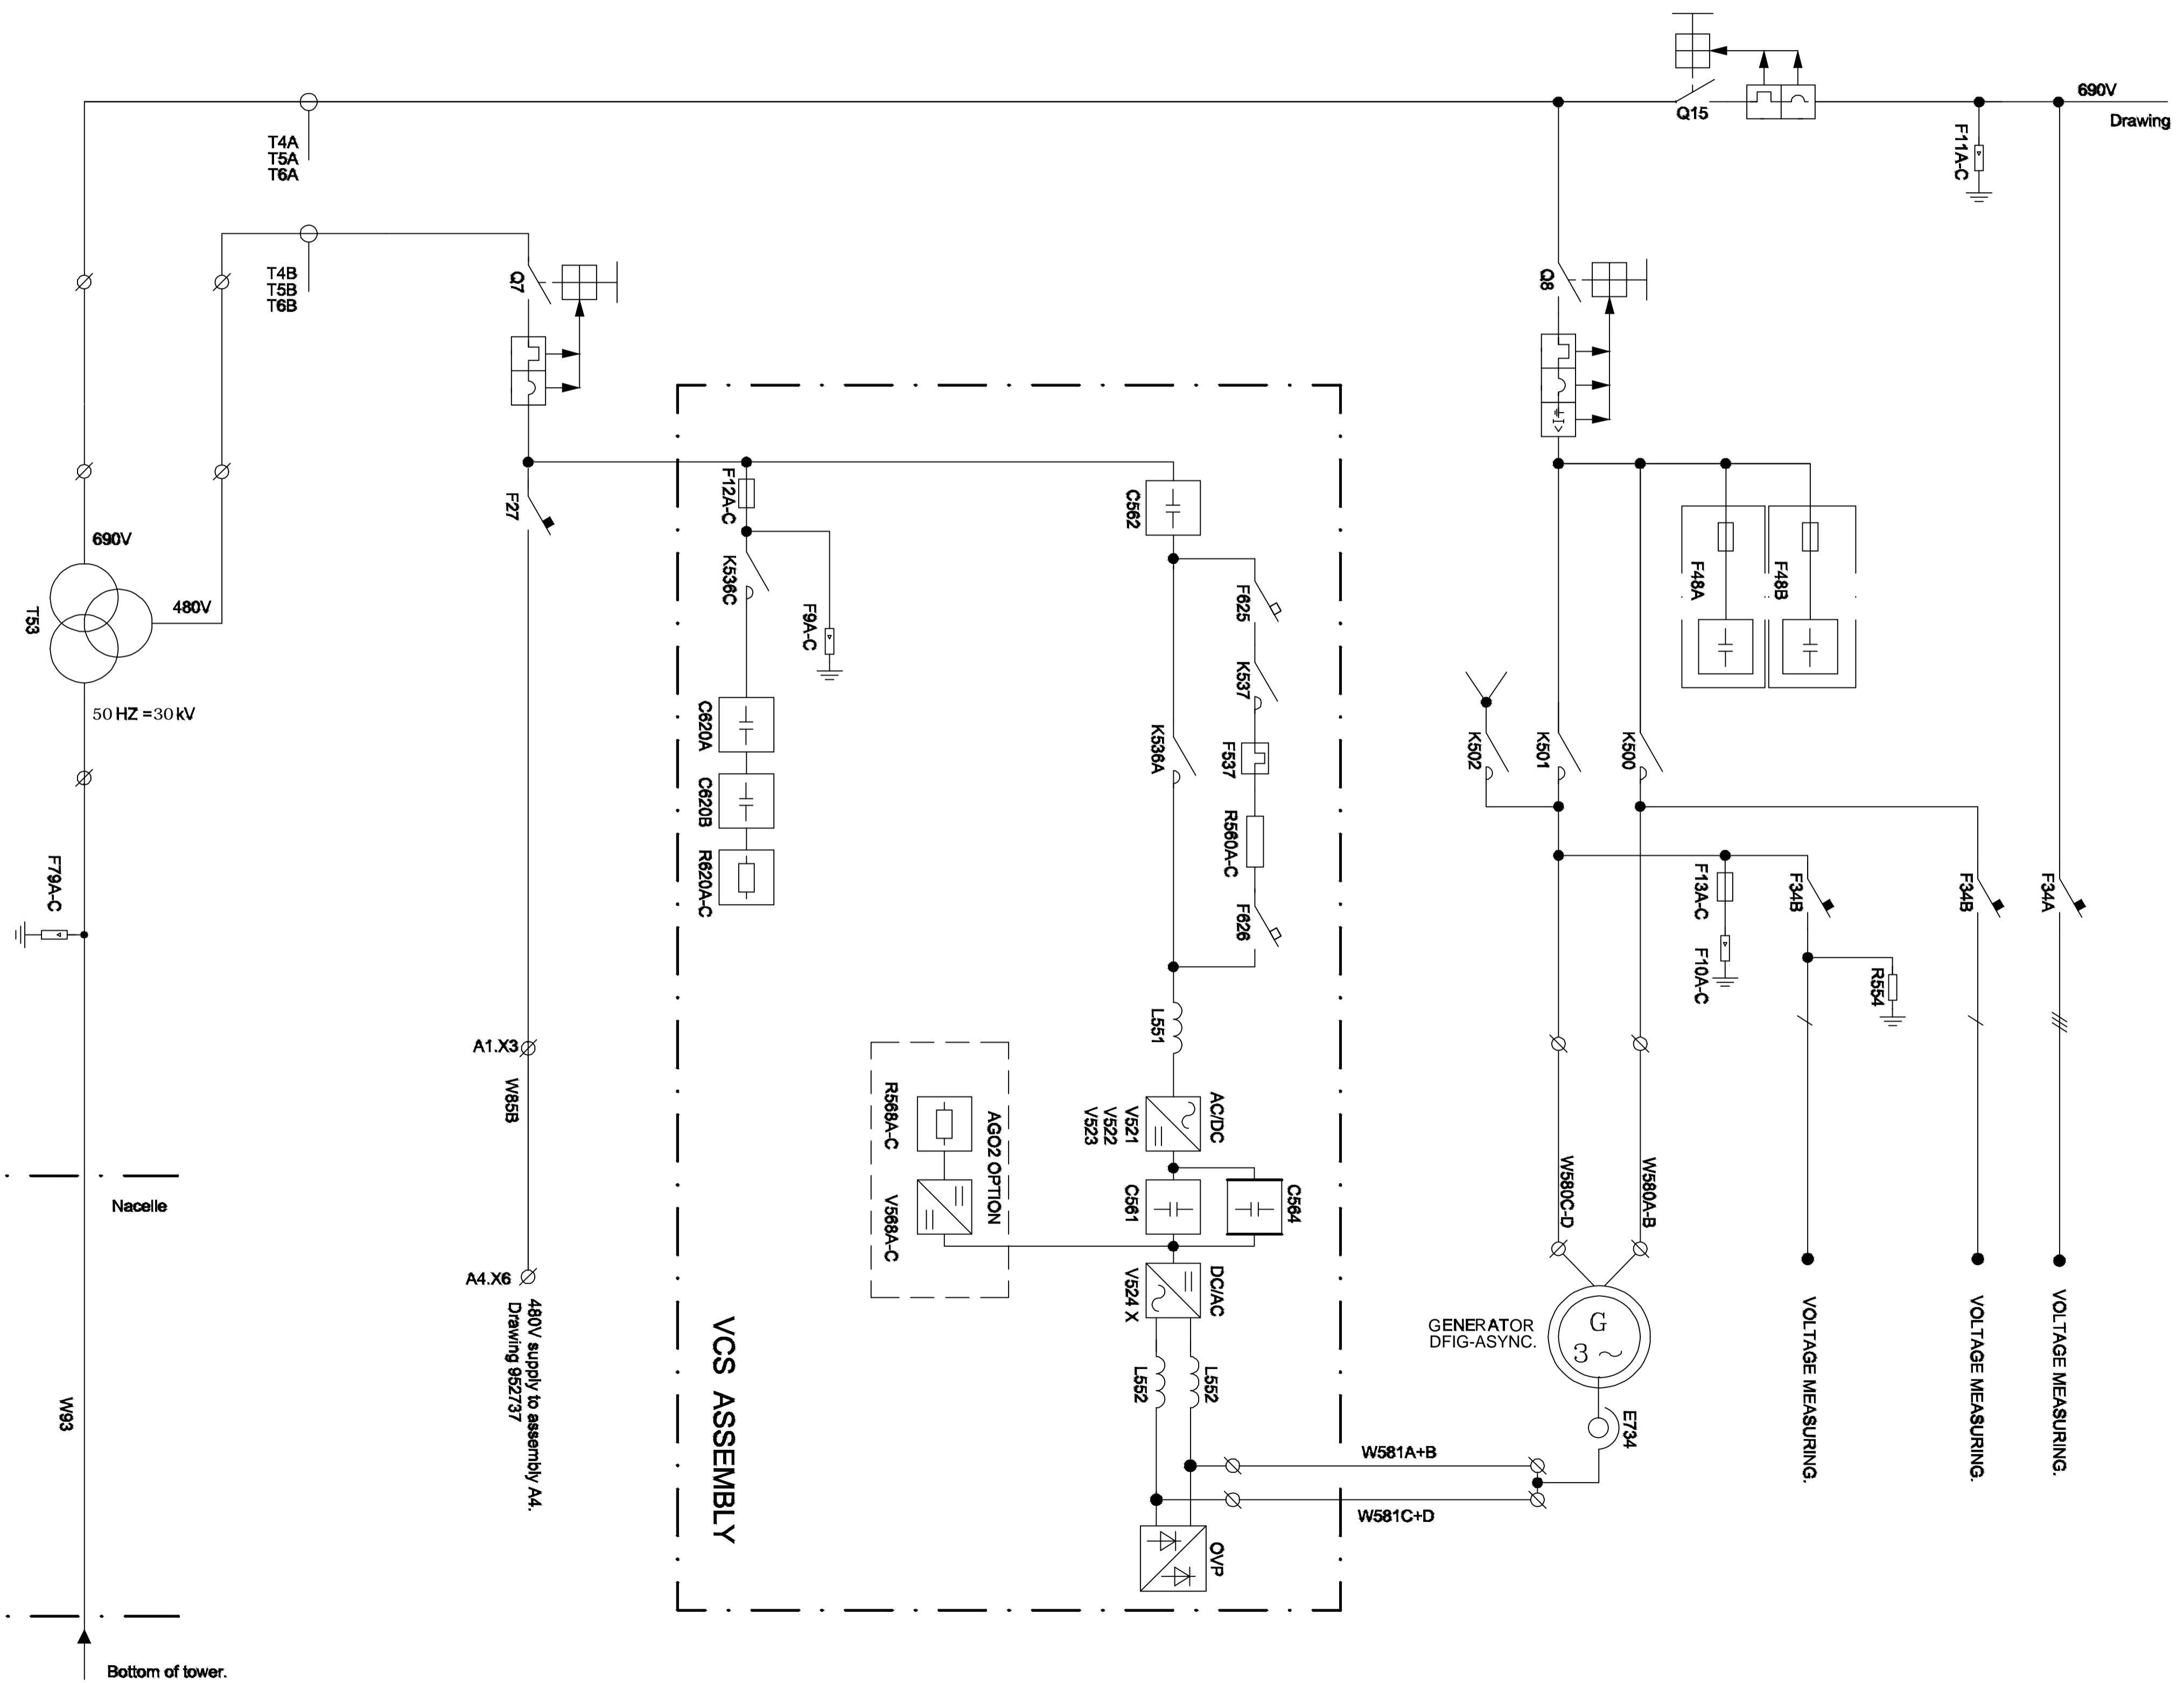 690V
Drawing
Q15
F11A-C
T4A
T5A
T6A
T4B
T5B
T6B
Q7
Q8
F27
F12A-C
C562
K536C
F9A-C
F625
F48A
F48B
690V
480V
T53
50 HZ =30 kV
K537
C620A
K536A
F537
K502
K501
K500
C620B
R560A-C
R620A-C
F626
F79A-C
F13A-C
F10A-C
F34B
R554
F34B
F34A
L551
A1.X3
W85B
R568A-C
AGO2 OPTION
V568A-C
AC/DC
V521
V522
V523
C561
C564
W580C-D
W580A-B
Nacelle
A4.X6
480V supply to assembly A4.
Drawing 952737
DC/AC
V524 X
GENERATOR
DFIG-ASYNC.
G
3 ~
VOLTAGE MEASURING.
VOLTAGE MEASURING.
VOLTAGE MEASURING.
L552
L552
E734
W93
VCS ASSEMBLY
W581A+B
W581C+D
OVP
Bottom of tower.